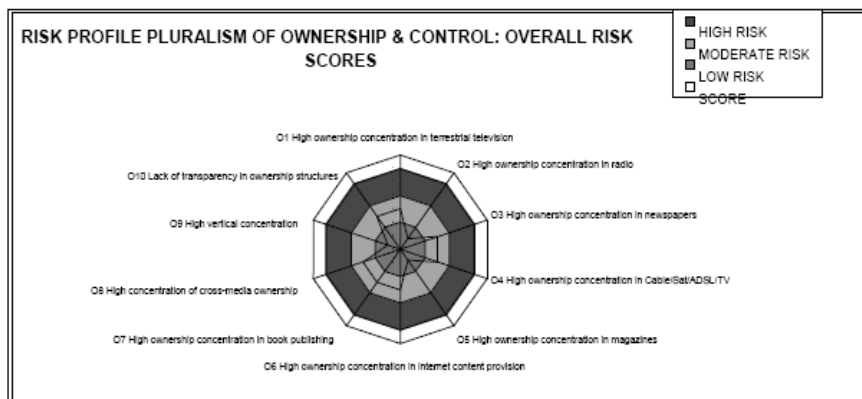 RISK PROFILE PLURALISM OF OWNERSHIP & CONTROL: OVERALL RISK
SCORES
HIGH RISK
MODERATE RISK
LOW RISK
SCORE
O1 High ownership concentration in terrestrial television
O2 High ownership concentration in radio
O3 High ownership concentration in newspapers
O4 High ownership concentration in Cable/Sat/ADSL/TV
O5 High ownership concentration in magazines
O6 High ownership concentration in internet content provision
O7 High ownership concentration in book publishing
O8 High concentration of cross-media ownership
O9 High vertical concentration
O10 Lack of transparency in ownership structures